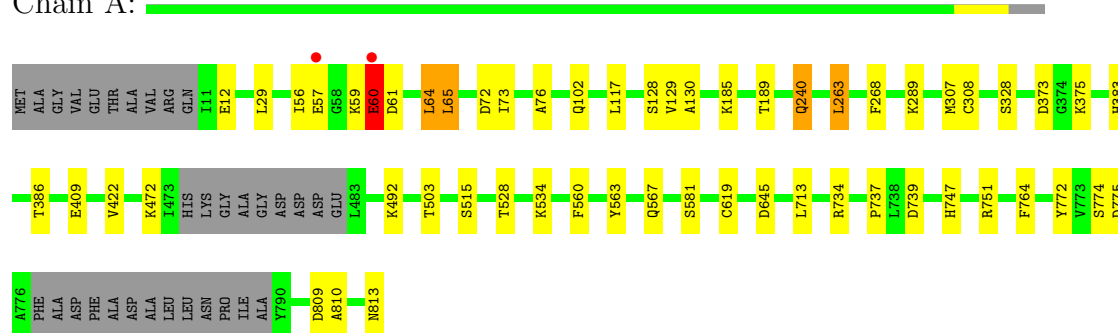 Chain A:
MET ALA GLY VAL GLU THR ALA VAL ARG GLN I11 E12 L29 I56 E57 G58 K59 E60 D61 L64 L65 D72 I73 A76 Q102 L117 S128 V129 A130 K185 T189 Q240 L263 F268 K289 M307 C308 S328 D373 G374 K375 H383
T386 E409 V422 K472 I473 HIS LYS GLY ALA GLY ASP ASP ASP GLU L483 K492 T503 S515 T528 K534 F560 Y563 Q567 S581 C619 D645 L713 R734 P737 L738 D739 H747 R751 F764 Y772 V773 S774 D775
A776 PHE ALA ASP PHE ALA ASP ALA LEU LEU ASN PRO ILE ALA Y790 D809 A810 N813